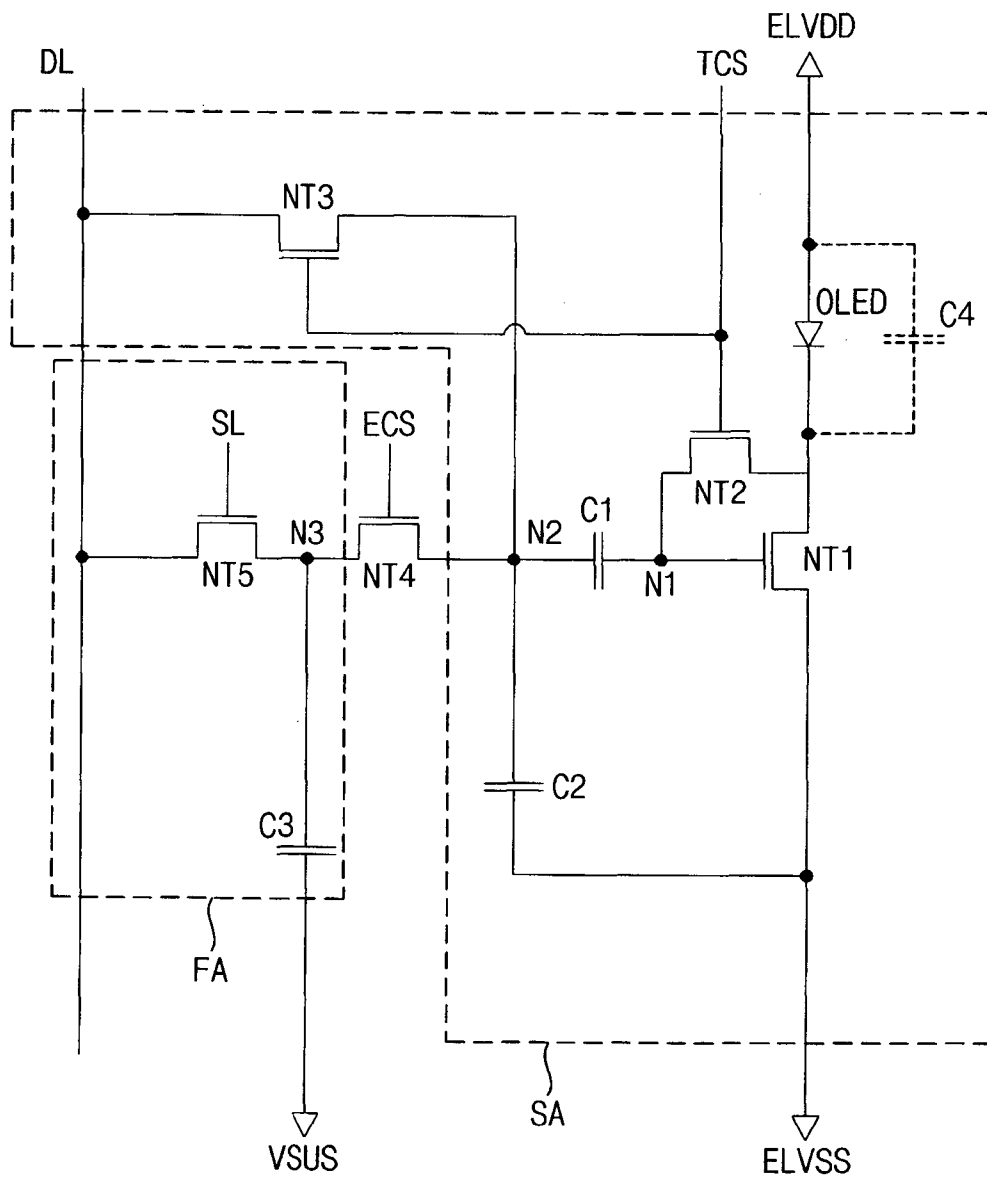 ELVDD
DL
TCS
NT3
OLED
C4
SL
ECS
NT2
C1
N3
N2
NT5
NT4
N1
NT1
C2
C3
FA
SA
VSUS
ELVSS